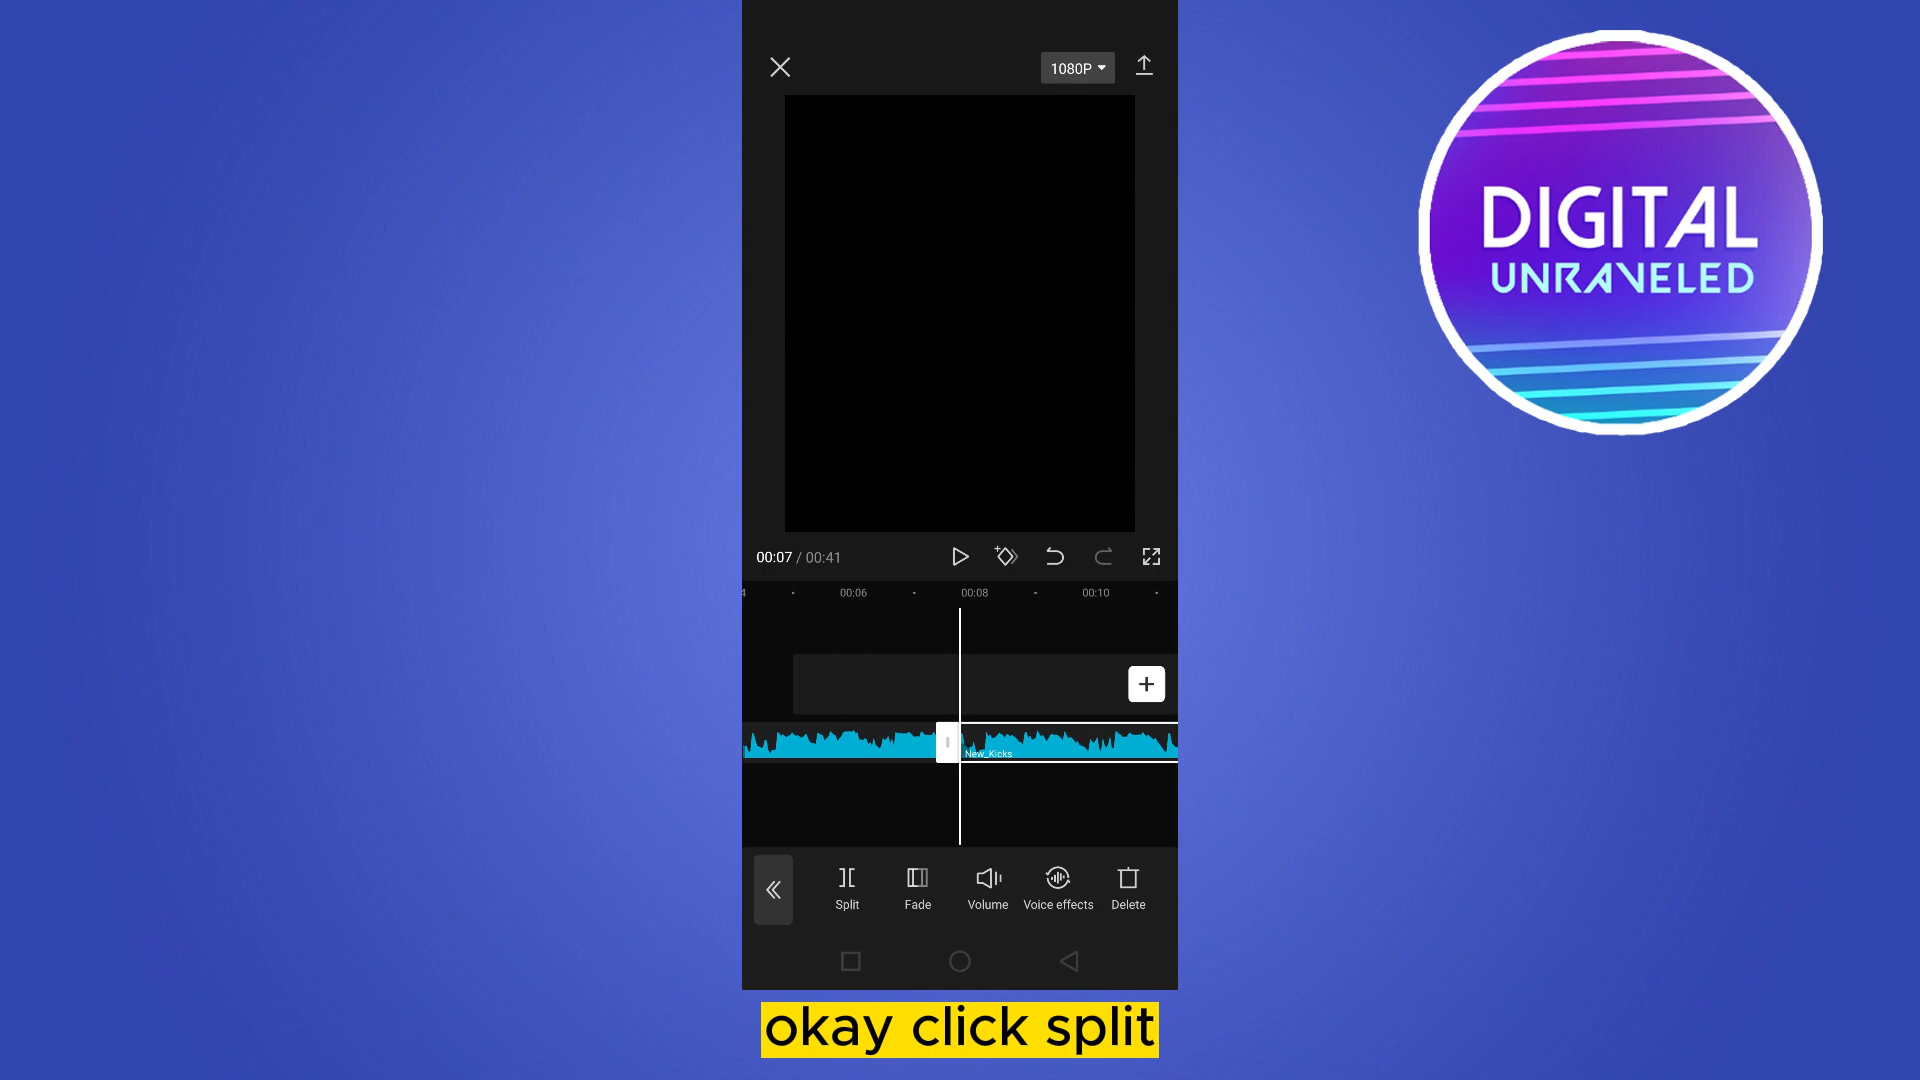 1080P
DIGITAL
UNRAVELED
00:07 / 00:41
4 00:06 00:08 00:10
New_Kicks
Split Fade Volume Voice effects Delete
okay click split